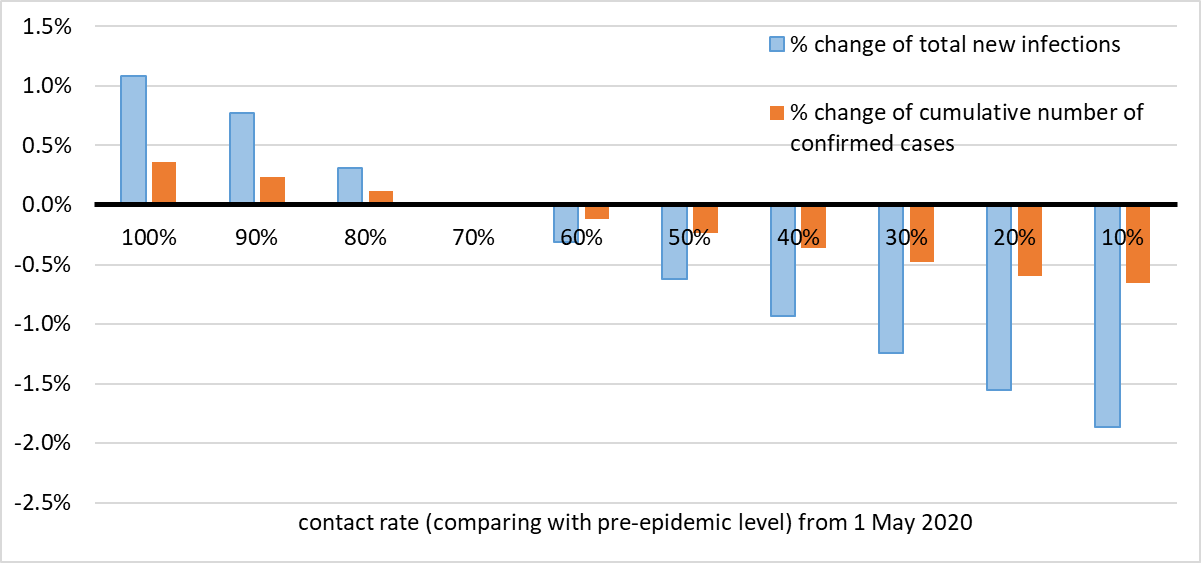 1.5%
% change of total new infections
1.0%
% change of cumulative number of
confirmed cases
0.5%
0.0%
100% 90% 80% 70% 60% 50% 40% 30% 20% 10%
-0.5%
-1.0%
-1.5%
-2.0%
-2.5%
contact rate (comparing with pre-epidemic level) from 1 May 2020